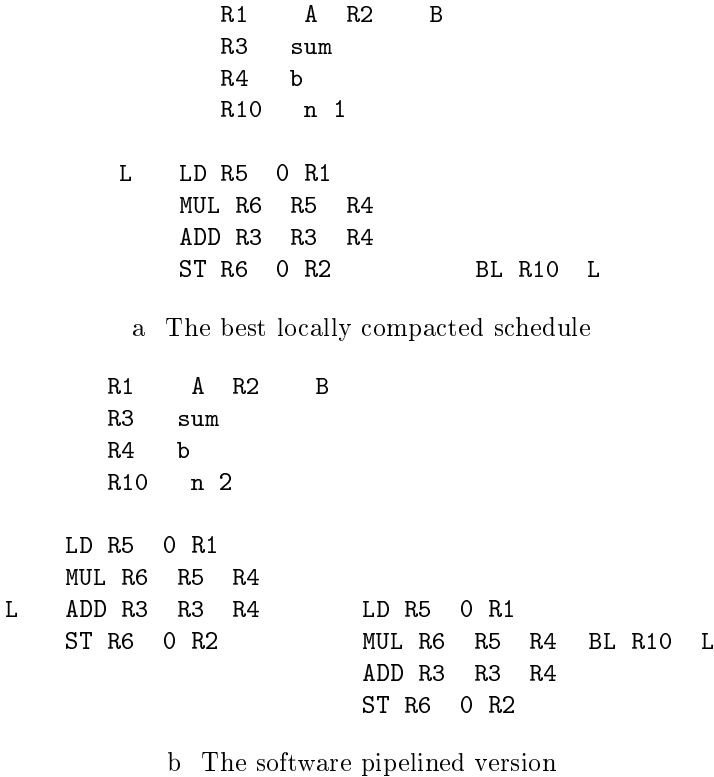 R1 A R2 B
R3 sum
R4 b
R10 n 1
L LD R5 0 R1
MUL R6 R5 R4
ADD R3 R3 R4
ST R6 0 R2 BL R10 L
a The best locally compacted schedule
R1 A R2 B
R3 sum
R4 b
R10 n 2
LD R5 0 R1
MUL R6 R5 R4
L ADD R3 R3 R4 LD R5 0 R1
ST R6 0 R2 MUL R6 R5 R4 BL R10 L
ADD R3 R3 R4
ST R6 0 R2
b The software pipelined version